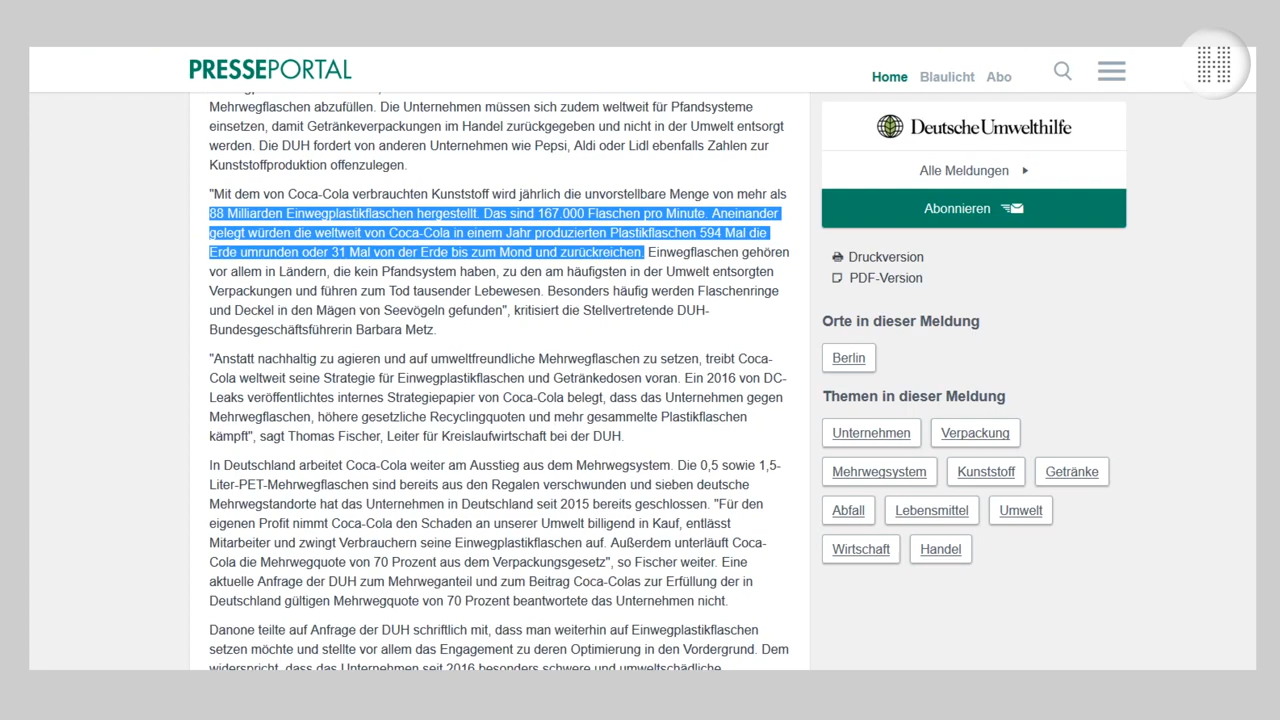 PRESSEPORTAL
Home Blaulicht Abo
Mehrwegflaschen abzufüllen. Die Unternehmen müssen sich zudem weltweit für Pfandsysteme
einsetzen, damit Getränkeverpackungen im Handel zurückgegeben und nicht in der Umwelt entsorgt
werden. Die DUH fordert von anderen Unternehmen wie Pepsi, Aldi oder Lidl ebenfalls Zahlen zur
Kunststoffproduktion offenzulegen.
"Mit dem von Coca-Cola verbrauchten Kunststoff wird jährlich die unvorstellbare Menge von mehr als
88 Milliarden Einwegplastikflaschen hergestellt. Das sind 167.000 Flaschen pro Minute. Aneinander
gelegt würden die weltweit von Coca-Cola in einem Jahr produzierten Plastikflaschen 594 Mal die
Erde umrunden oder 31 Mal von der Erde bis zum Mond und zurückreichen. Einwegflaschen gehören
vor allem in Ländern, die kein Pfandsystem haben, zu den am häufigsten in der Umwelt entsorgten
Verpackungen und führen zum Tod tausender Lebewesen. Besonders häufig werden Flaschenringe
und Deckel in den Mägen von Seevögeln gefunden", kritisiert die Stellvertretende DUH-
Bundesgeschäftsführerin Barbara Metz.
"Anstatt nachhaltig zu agieren und auf umweltfreundliche Mehrwegflaschen zu setzen, treibt Coca-
Cola weltweit seine Strategie für Einwegplastikflaschen und Getränkedosen voran. Ein 2016 von DC-
Leaks veröffentlichtes internes Strategiepapier von Coca-Cola belegt, dass das Unternehmen gegen
Mehrwegflaschen, höhere gesetzliche Recyclingquoten und mehr gesammelte Plastikflaschen
kämpft", sagt Thomas Fischer, Leiter für Kreislaufwirtschaft bei der DUH.
In Deutschland arbeitet Coca-Cola weiter am Ausstieg aus dem Mehrwegsystem. Die 0,5 sowie 1,5-
Liter-PET-Mehrwegflaschen sind bereits aus den Regalen verschwunden und sieben deutsche
Mehrwegstandorte hat das Unternehmen in Deutschland seit 2015 bereits geschlossen. "Für den
eigenen Profit nimmt Coca-Cola den Schaden an unserer Umwelt billigend in Kauf, entlässt
Mitarbeiter und zwingt Verbrauchern seine Einwegplastikflaschen auf. Außerdem unterläuft Coca-
Cola die Mehrwegquote von 70 Prozent aus dem Verpackungsgesetz", so Fischer weiter. Eine
aktuelle Anfrage der DUH zum Mehrweganteil und zum Beitrag Coca-Colas zur Erfüllung der in
Deutschland gültigen Mehrwegquote von 70 Prozent beantwortete das Unternehmen nicht.
Danone teilte auf Anfrage der DUH schriftlich mit, dass man weiterhin auf Einwegplastikflaschen
setzen möchte und stellte vor allem das Engagement zu deren Optimierung in den Vordergrund. Dem
widerspricht, dass das Unternehmen seit 2016 besonders schwere und umweltschädliche
Deutsche Umwelthilfe
Alle Meldungen
Abonnieren
Druckversion
PDF-Version
Orte in dieser Meldung
Berlin
Themen in dieser Meldung
Unternehmen Verpackung
Mehrwegsystem Kunststoff Getränke
Abfall Lebensmittel Umwelt
Wirtschaft Handel